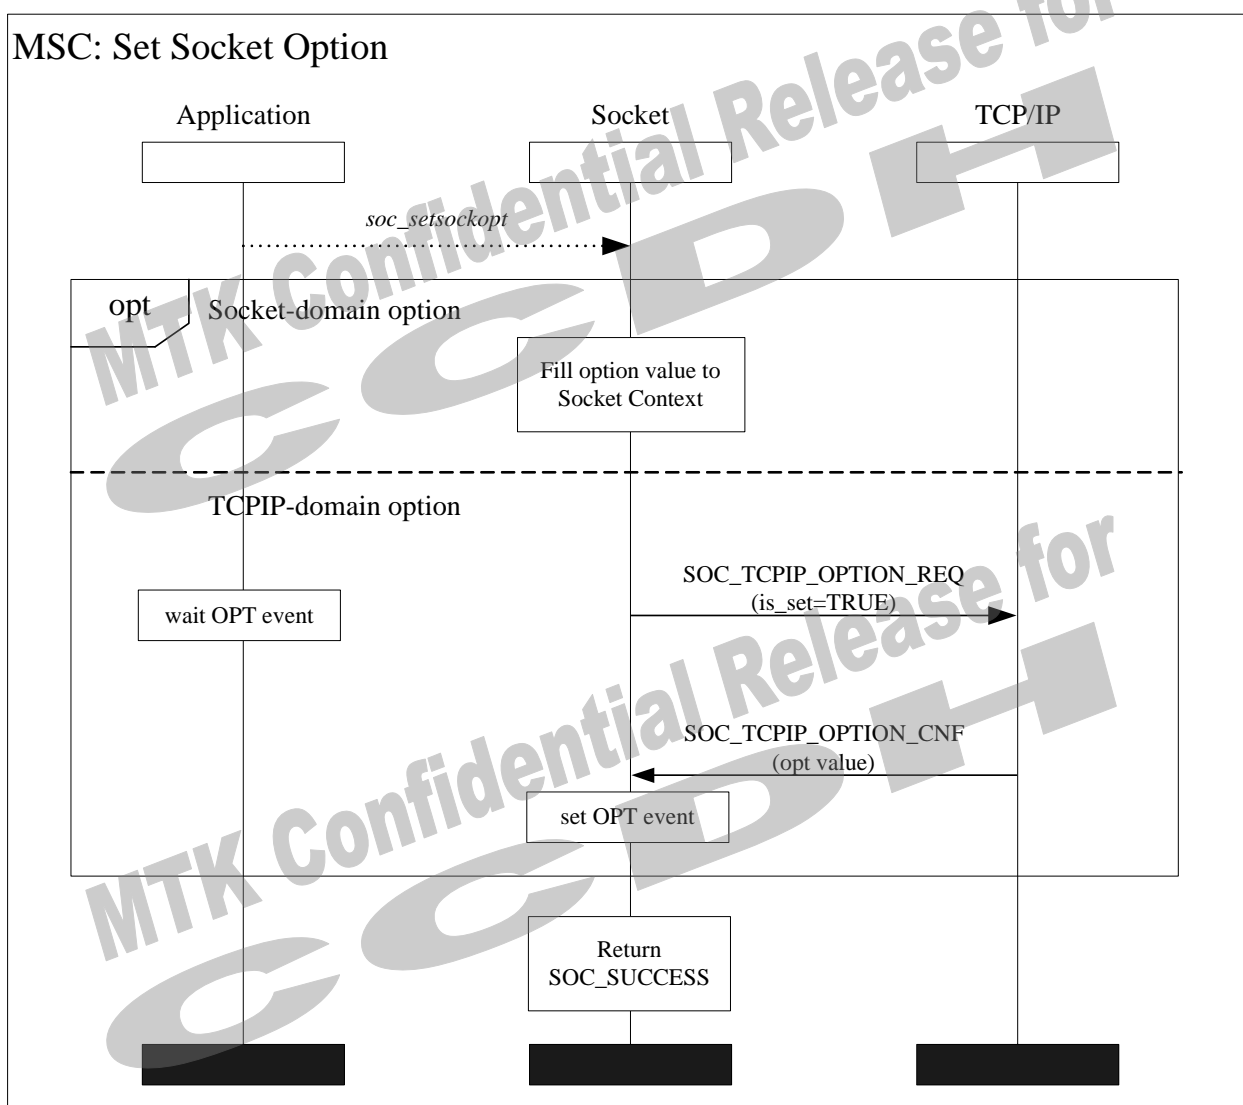 MSC: Set Socket Option
Application
Socket
TCP/IP
soc_setsockopt
opt
Socket-domain option
Fill option value to
Socket Context
TCPIP-domain option
SOC_TCPIP_OPTION_REQ
(is_set=TRUE)
wait OPT event
SOC_TCPIP_OPTION_CNF
(opt value)
set OPT event
Return
SOC_SUCCESS
MTK Confidential Release for
CCDH
MTK Confidential Release for
CCDH